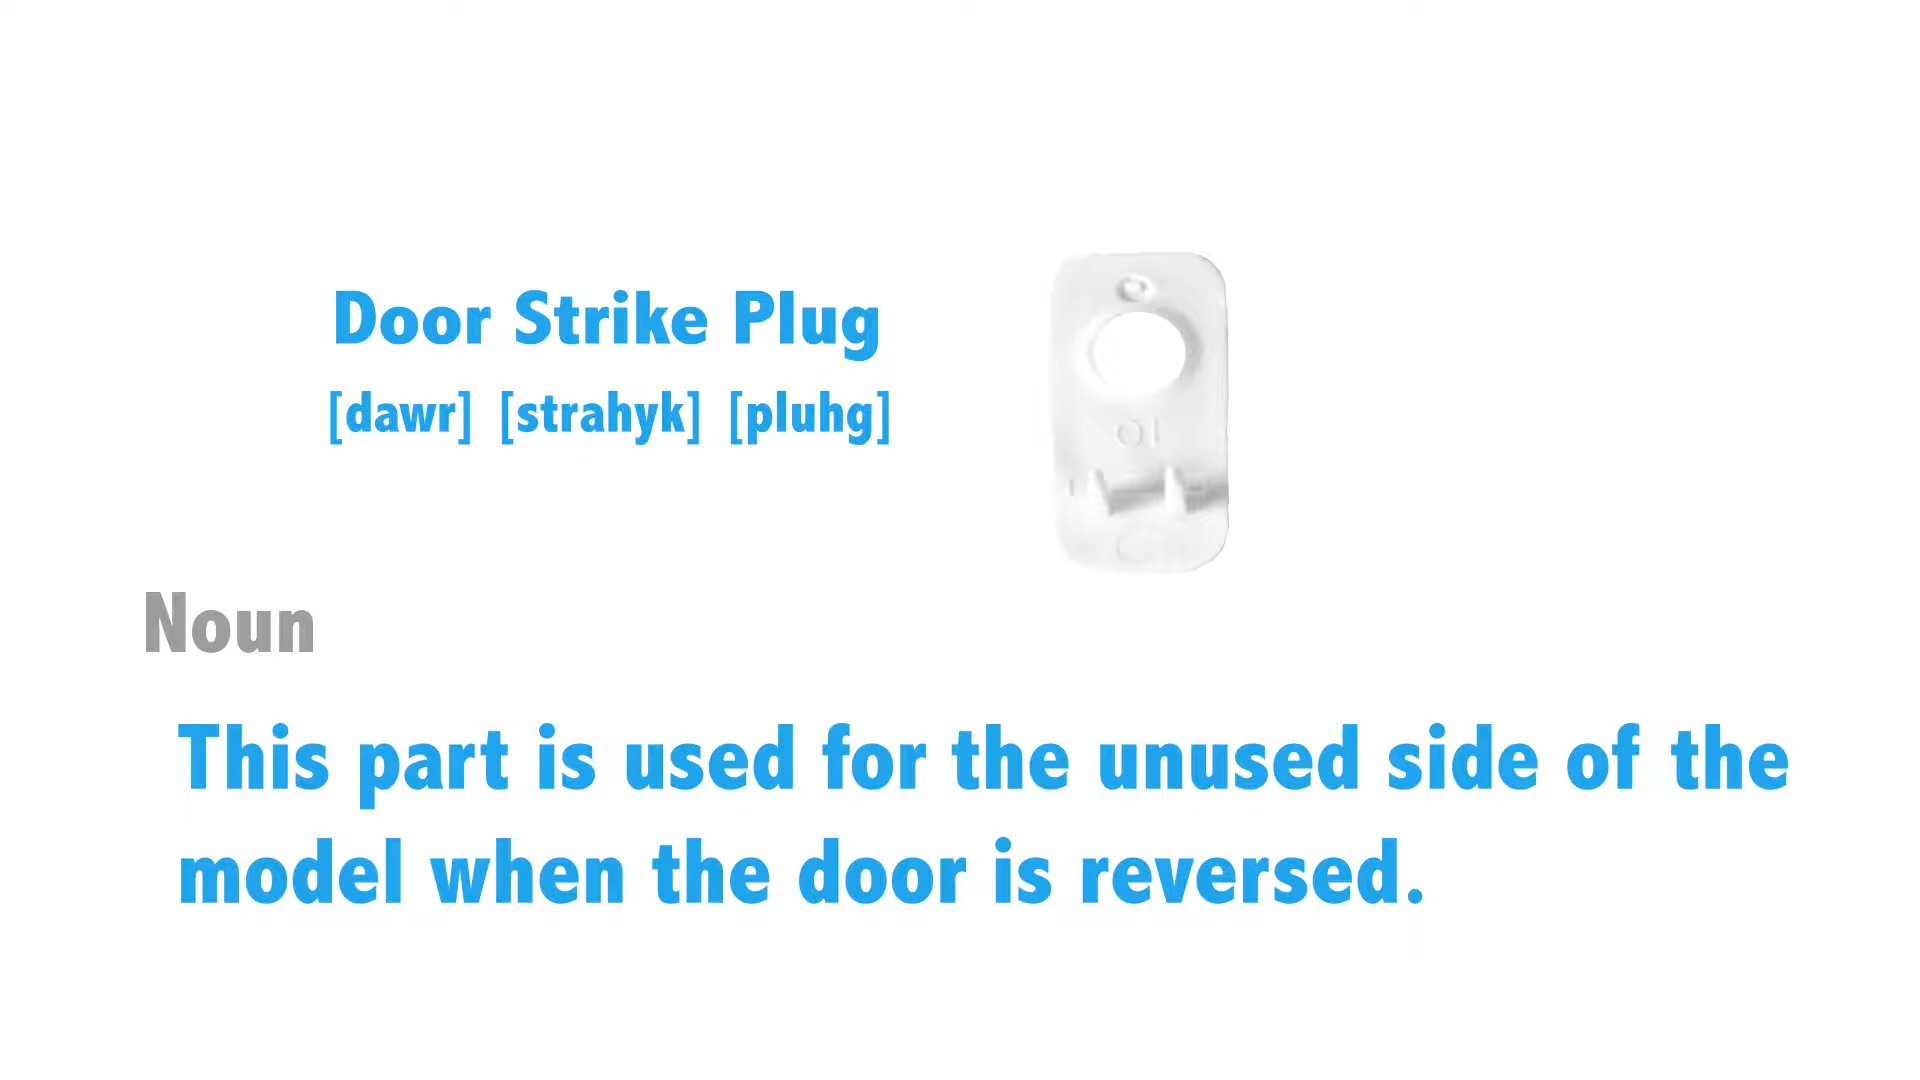 Door Strike Plug
[dawr] [strahyk] [pluhg]
Noun
This part is used for the unused side of the
model when the door is reversed.